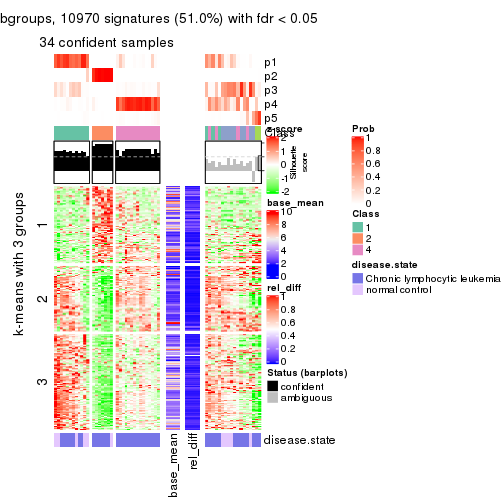 bgroups, 10970 signatures (51.0%) with fdr < 0.05
34 confident samples
p1
p2
p3
p4
p5
Class
z-score
2
1
0
-1
-2
Silhouette
score
Prob
1
0.8
0.6
0.4
0.2
0
k-means with 3 groups
1
2
3
base_mean
10
8
6
4
2
0
Class
1
2
4
disease.state
Chronic lymphocytic leukemia
normal control
rel_diff
1
0.8
0.6
0.4
0.2
0
Status (barplots)
confident
ambiguous
disease.state
base_mean
rel_diff